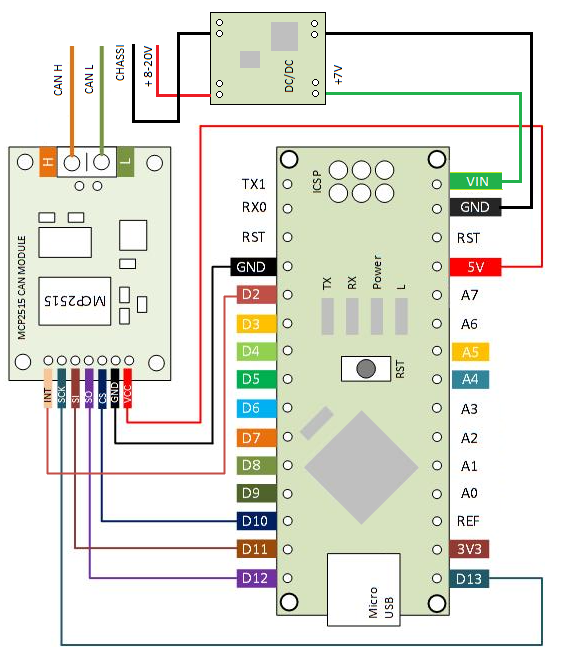 CAN H
CAN L
CHASSI
+ 8-20V
DC/DC
+7V
H
L
MCP2515 CAN MODULE
MCP2515
INT
SCK
SI
SO
CS
GND
VCC
ICSP
TX1
RX0
RST
GND
D2
D3
D4
D5
D6
D7
D8
D9
D10
D11
D12
TX
RX
Power
L
RST
Micro
USB
VIN
GND
RST
5V
A7
A6
A5
A4
A3
A2
A1
A0
REF
3V3
D13